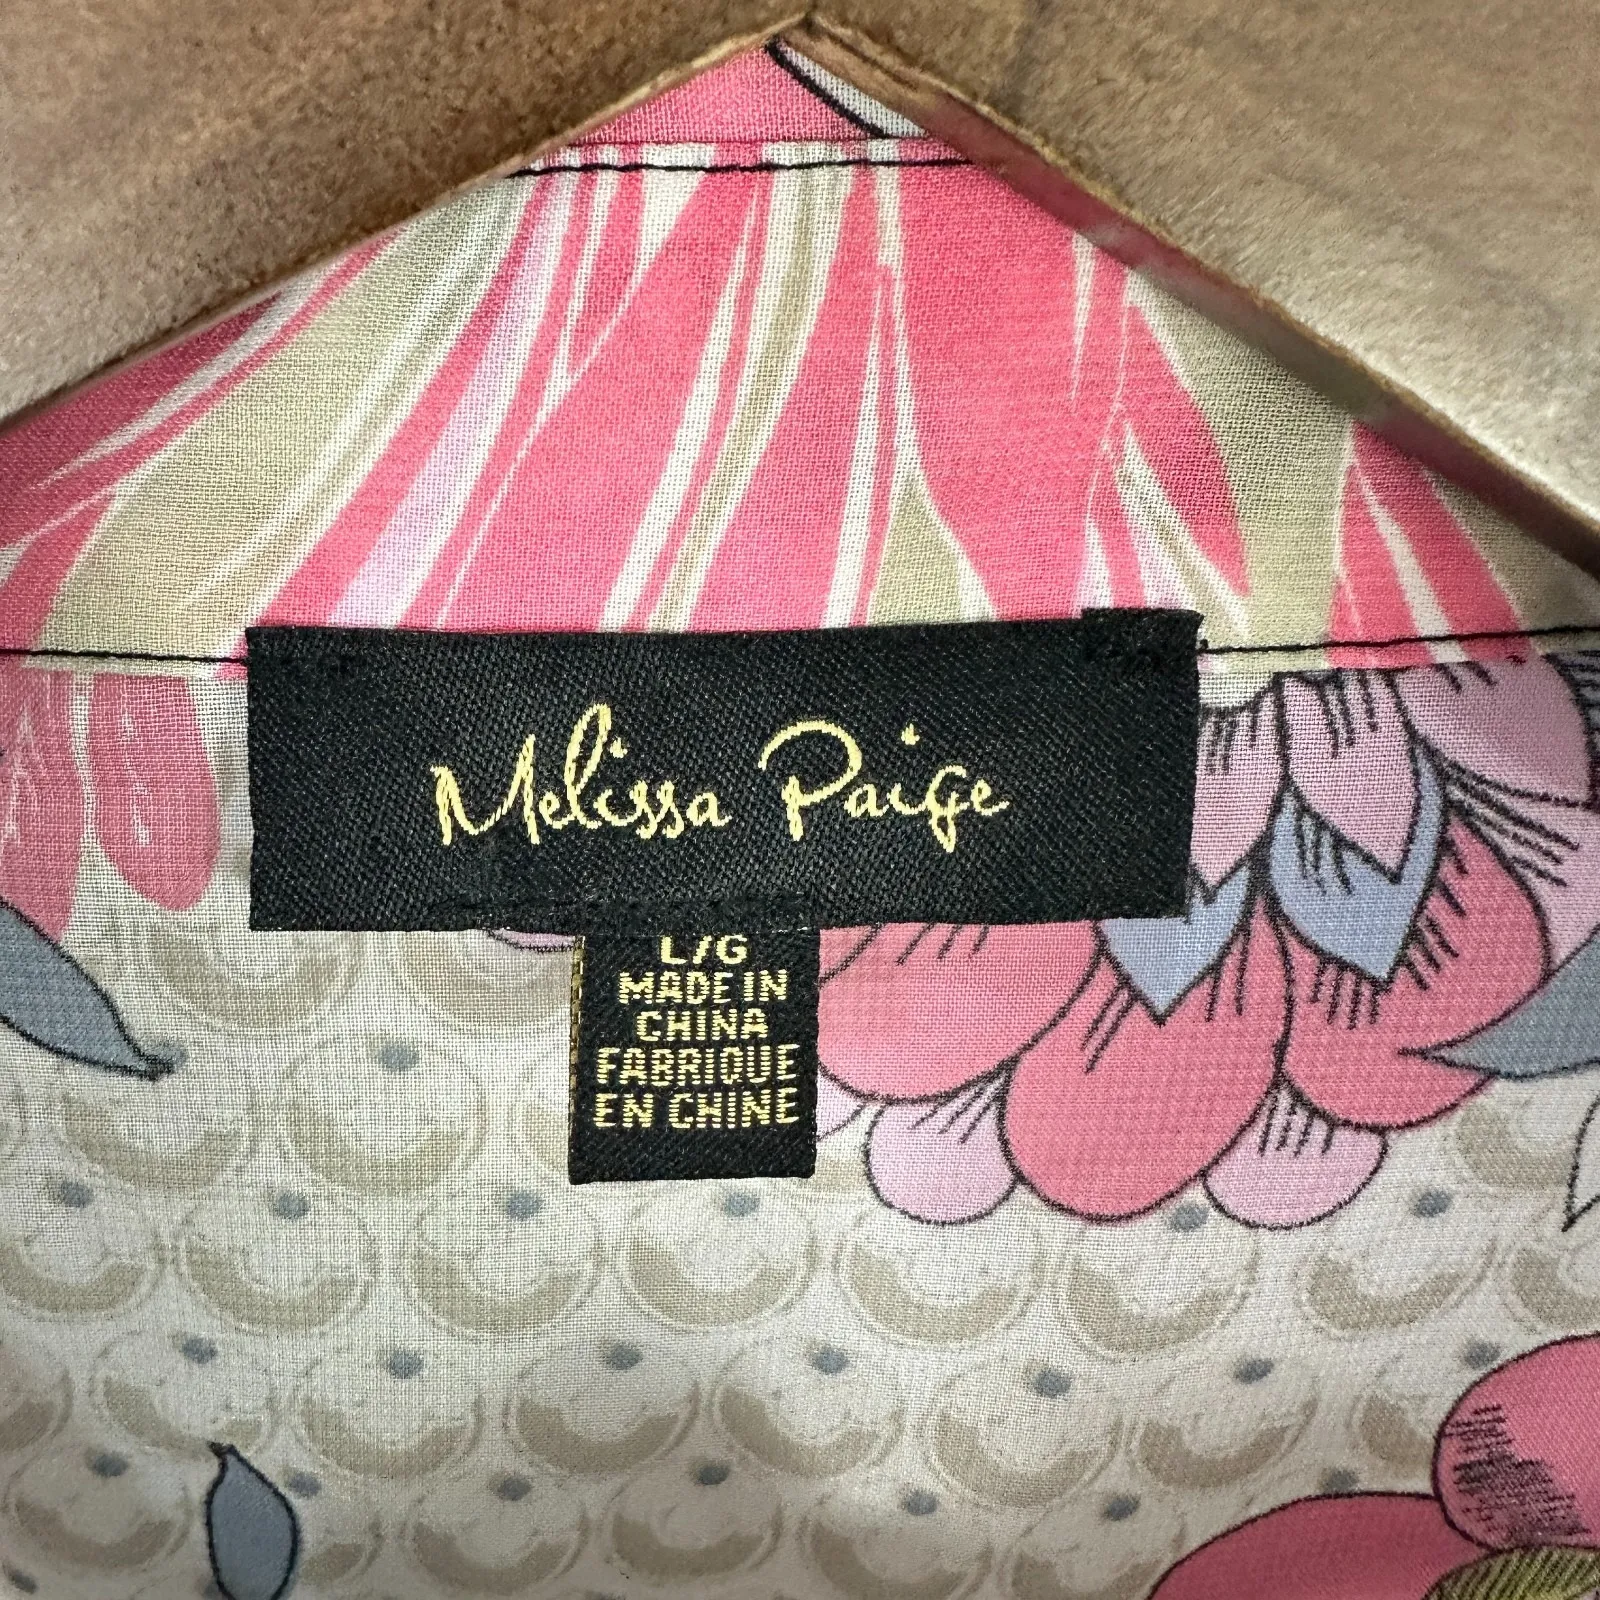 Melissa Paige
L/G
MADE IN
CHINA
FABRIQUE
EN CHINE